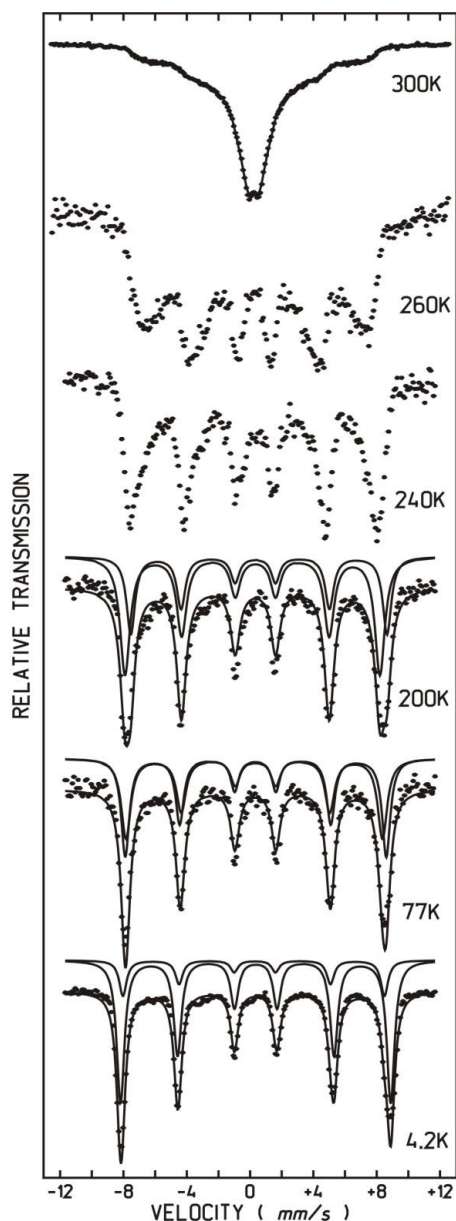 300K
260K
240K
RELATIVE TRANSMISSION
200K
77K
4.2K
-12 -8 -4 0 +4 +8 +12
VELOCITY ( mm/s )